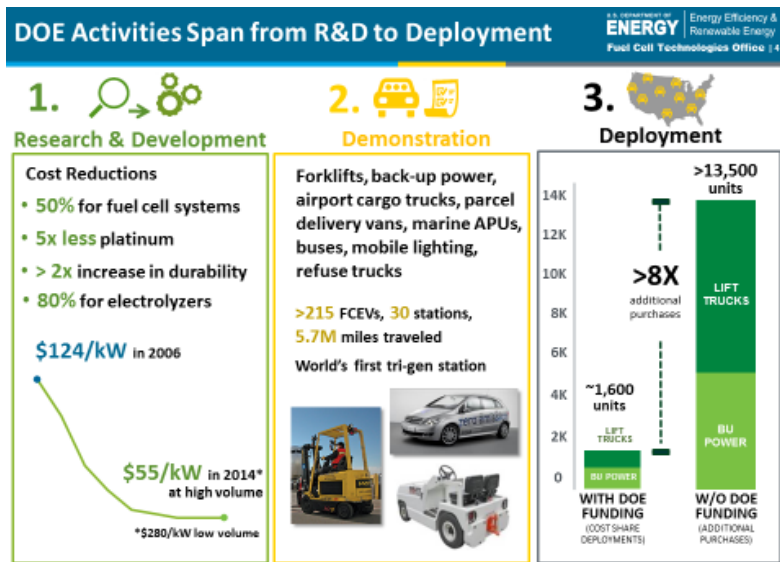 DOE Activities Span from R&D to Deployment
U.S. DEPARTMENT OF
ENERGY
Energy Efficiency &
Renewable Energy
Fuel Cell Technologies Office | 4
1.
Research & Development
Cost Reductions
• 50% for fuel cell systems
• 5x less platinum
• > 2x increase in durability
• 80% for electrolyzers
$124/kW in 2006
$55/kW in 2014*
at high volume
*$280/kW low volume
2.
Demonstration
Forklifts, back-up power,
airport cargo trucks, parcel
delivery vans, marine APUs,
buses, mobile lighting,
refuse trucks
>215 FCEVs, 30 stations,
5.7M miles traveled
World's first tri-gen station
3.
Deployment
>13,500
units
14K
12K
10K
8K
6K
4K
2K
0
>8X
additional
purchases
~1,600
units
LIFT
TRUCKS
BU POWER
LIFT
TRUCKS
BU
POWER
WITH DOE
FUNDING
(COST SHARE
DEPLOYMENTS)
W/O DOE
FUNDING
(ADDITIONAL
PURCHASES)